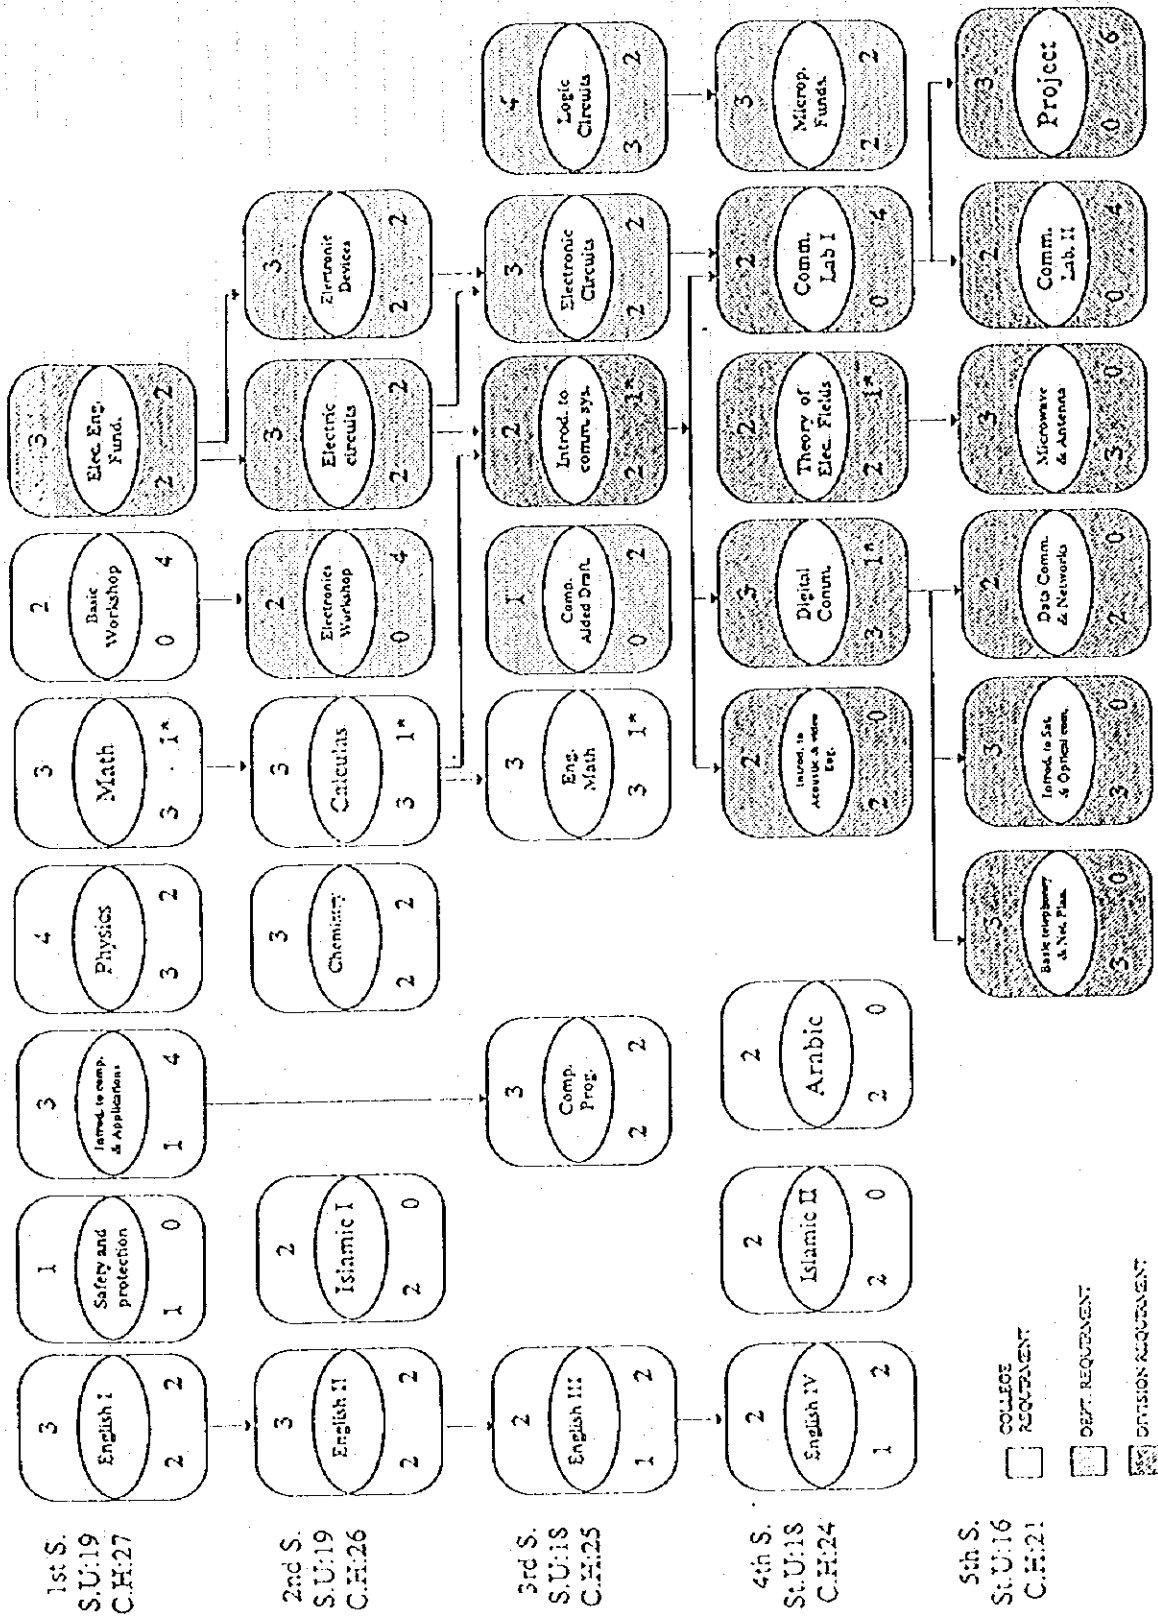 1st S.
S.U:19
C.H:27
3
English I
2 2
1
Safety and
protection
1 0
3
Introd. to comp.
& Applications
1 4
4
Physics
3 2
3
Math
3 1*
2
Basic
Workshop
0 4
3
Elec. Eng.
Fund.
2 2
2nd S.
S.U:19
C.H:26
3
English II
2 2
2
Islamic I
2 0
3
Chemistry
2 2
3
Calculas
3 1*
2
Electronics
Workshop
0 4
3
Electric
circuits
2 2
3
Electronic
Devices
2 2
3rd S.
S.U:18
C.H:25
2
English III
1 2
3
Comp.
Prog.
2 2
3
Eng.
Math
3 1*
1
Comp.
Aided Draft.
0 2
2
Introd. to
comm. sys.
2 1*
3
Electronic
Circuits
2 2
4
Logic
Circuits
3 2
4th S.
St.U:18
C.H:24
2
English IV
1 2
2
Islamic II
2 0
2
Arabic
2 0
2
Introd. to
Acoustic & video
Eng.
2 0
3
Digital
Comm.
3 1*
2
Theory of
Elec. Fields
2 1*
2
Comm.
Lab I
0 4
3
Microp.
Funds.
2 2
5th S.
St.U:16
C.H:21
3
Basic telephony
& Net. Plan.
3 0
3
Introd. to Sat.
& Optical com.
3 0
2
Data Comm.
& Networks
2 0
3
Microwave
& Antenna
3 0
2
Comm.
Lab. II
0 4
3
Project
0 6
COLLEGE
REQUIRMENT
DEPT. REQUIRMENT
DIVISION REQUIRMENT